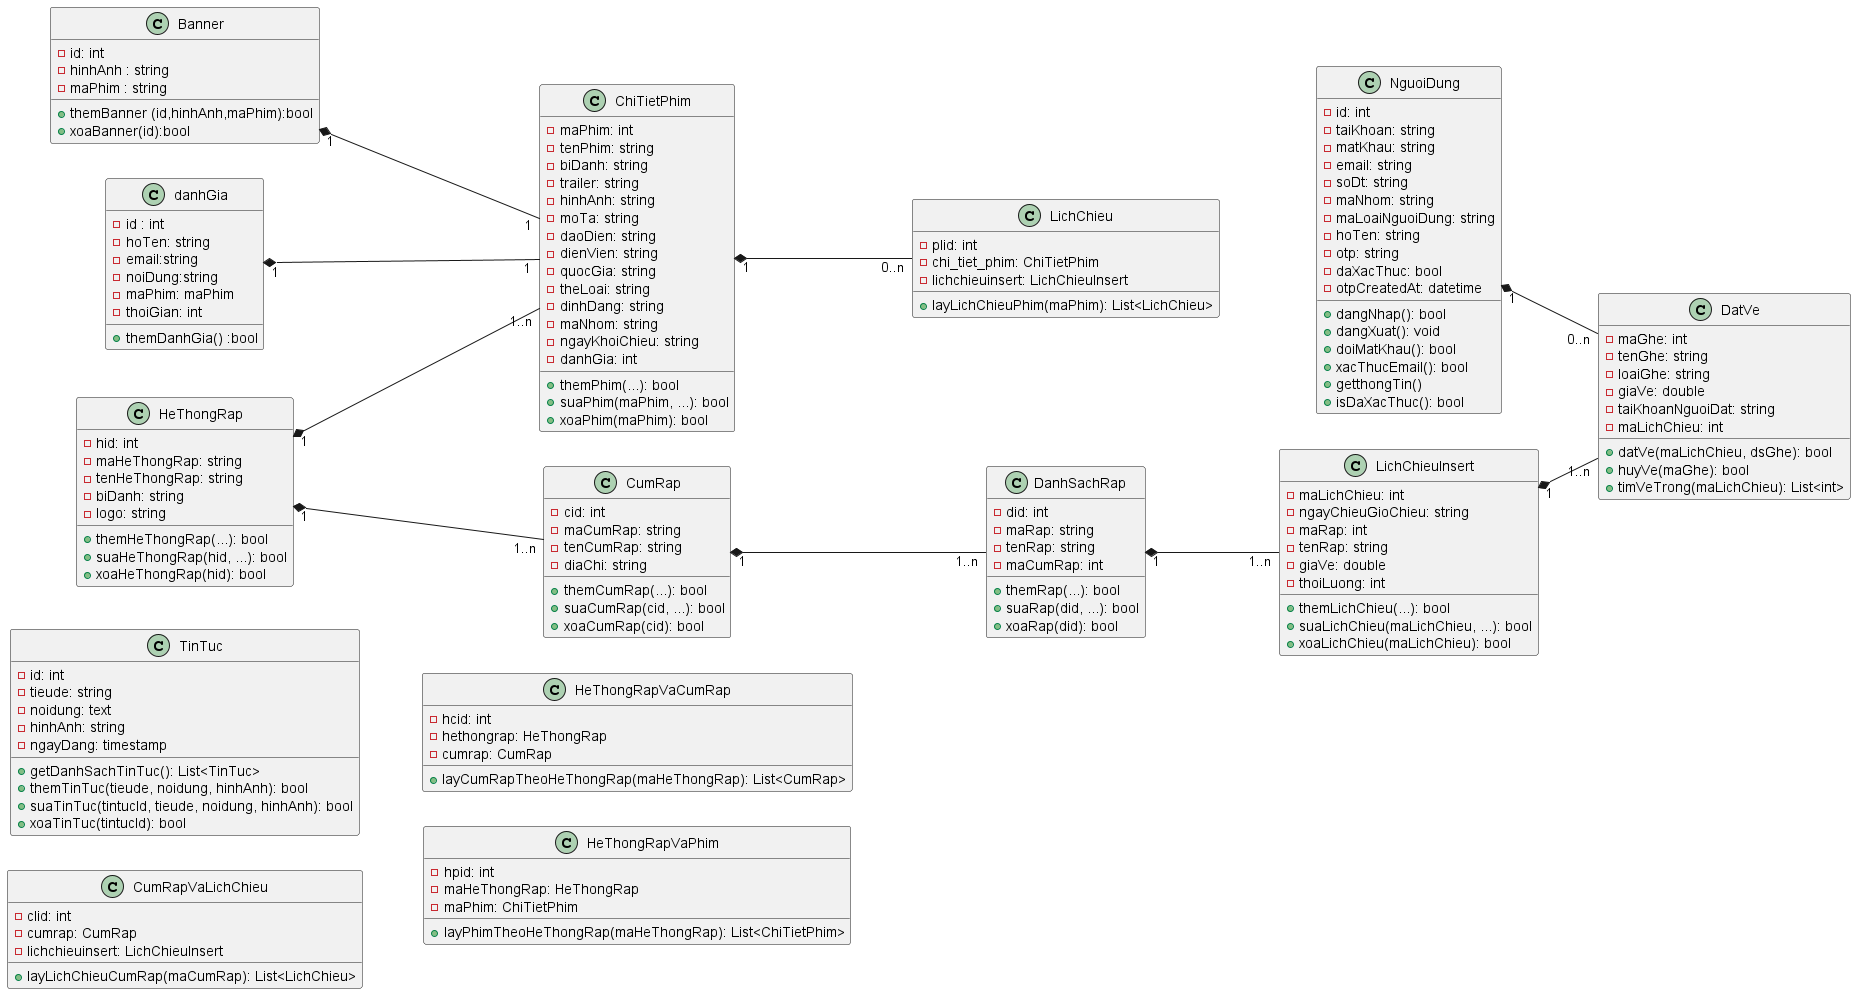 C Banner
id: int
hinhAnh : string
maPhim : string
themBanner (id,hinhAnh,maPhim):bool
xoaBanner(id):bool
1
1
C danhGia
id : int
hoTen: string
email:string
noiDung:string
maPhim: maPhim
thoiGian: int
themDanhGia() :bool
1
1
C HeThongRap
hid: int
maHeThongRap: string
tenHeThongRap: string
biDanh: string
logo: string
themHeThongRap(...): bool
suaHeThongRap(hid, ...): bool
xoaHeThongRap(hid): bool
1
1..n
1
1..n
C TinTuc
id: int
tieude: string
noidung: text
hinhAnh: string
ngayDang: timestamp
getDanhSachTinTuc(): List<TinTuc>
themTinTuc(tieude, noidung, hinhAnh): bool
suaTinTuc(tintucId, tieude, noidung, hinhAnh): bool
xoaTinTuc(tintucId): bool
C CumRapVaLichChieu
clid: int
cumrap: CumRap
lichchieuinsert: LichChieuInsert
layLichChieuCumRap(maCumRap): List<LichChieu>
C ChiTietPhim
maPhim: int
tenPhim: string
biDanh: string
trailer: string
hinhAnh: string
moTa: string
daoDien: string
dienVien: string
quocGia: string
theLoai: string
dinhDang: string
maNhom: string
ngayKhoiChieu: string
danhGia: int
themPhim(...): bool
suaPhim(maPhim, ...): bool
xoaPhim(maPhim): bool
1
0..n
C CumRap
cid: int
maCumRap: string
tenCumRap: string
diaChi: string
themCumRap(...): bool
suaCumRap(cid, ...): bool
xoaCumRap(cid): bool
1
1..n
C HeThongRapVaCumRap
hcid: int
hethongrap: HeThongRap
cumrap: CumRap
layCumRapTheoHeThongRap(maHeThongRap): List<CumRap>
C HeThongRapVaPhim
hpid: int
maHeThongRap: HeThongRap
maPhim: ChiTietPhim
layPhimTheoHeThongRap(maHeThongRap): List<ChiTietPhim>
C LichChieu
plid: int
chi_tiet_phim: ChiTietPhim
lichchieuinsert: LichChieuInsert
layLichChieuPhim(maPhim): List<LichChieu>
C DanhSachRap
did: int
maRap: string
tenRap: string
maCumRap: int
themRap(...): bool
suaRap(did, ...): bool
xoaRap(did): bool
1
1..n
C NguoiDung
id: int
taiKhoan: string
matKhau: string
email: string
soDt: string
maNhom: string
maLoaiNguoiDung: string
hoTen: string
otp: string
daXacThuc: bool
otpCreatedAt: datetime
dangNhap(): bool
dangXuat(): void
doiMatKhau(): bool
xacThucEmail(): bool
getthongTin()
isDaXacThuc(): bool
1
0..n
C LichChieuInsert
maLichChieu: int
ngayChieuGioChieu: string
maRap: int
tenRap: string
giaVe: double
thoiLuong: int
themLichChieu(...): bool
suaLichChieu(maLichChieu, ...): bool
xoaLichChieu(maLichChieu): bool
1
1..n
C DatVe
maGhe: int
tenGhe: string
loaiGhe: string
giaVe: double
taiKhoanNguoiDat: string
maLichChieu: int
datVe(maLichChieu, dsGhe): bool
huyVe(maGhe): bool
timVeTrong(maLichChieu): List<int>